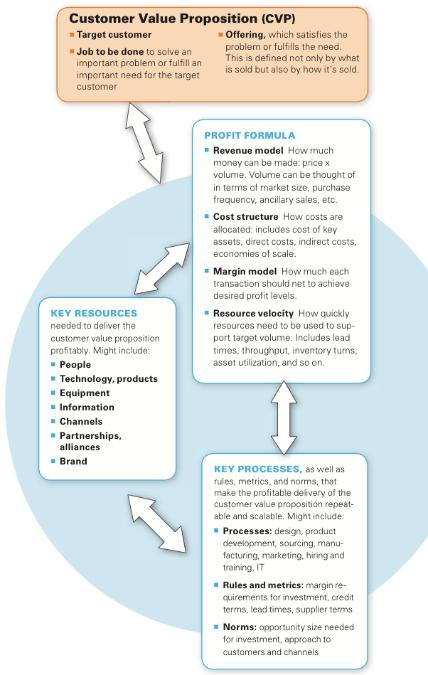 Customer Value Proposition (CVP)
Target customer
Job to be done to solve an
important problem or fulfill an
important need for the target
customer
Offering, which satisfies the
problem or fulfills the need.
This is defined not only by what
is sold but also by how it's sold.
PROFIT FORMULA
Revenue model How much
money can be made: price x
volume. Volume can be thought of
in terms of market size, purchase
frequency, ancillary sales, etc.
Cost structure How costs are
allocated: includes cost of key
assets, direct costs, indirect costs,
economies of scale.
Margin model How much each
transaction should net to achieve
desired profit levels.
Resource velocity How quickly
resources need to be used to sup-
port target volume. Includes lead
times, throughput, inventory turns,
asset utilization, and so on.
KEY RESOURCES
needed to deliver the
customer value proposition
profitably. Might include:
People
Technology, products
Equipment
Information
Channels
Partnerships,
alliances
Brand
KEY PROCESSES, as well as
rules, metrics, and norms, that
make the profitable delivery of the
customer value proposition repeat-
able and scalable. Might include:
Processes: design, product
development, sourcing, manu-
facturing, marketing, hiring and
training, IT
Rules and metrics: margin re-
quirements for investment, credit
terms, lead times, supplier terms
Norms: opportunity size needed
for investment, approach to
customers and channels